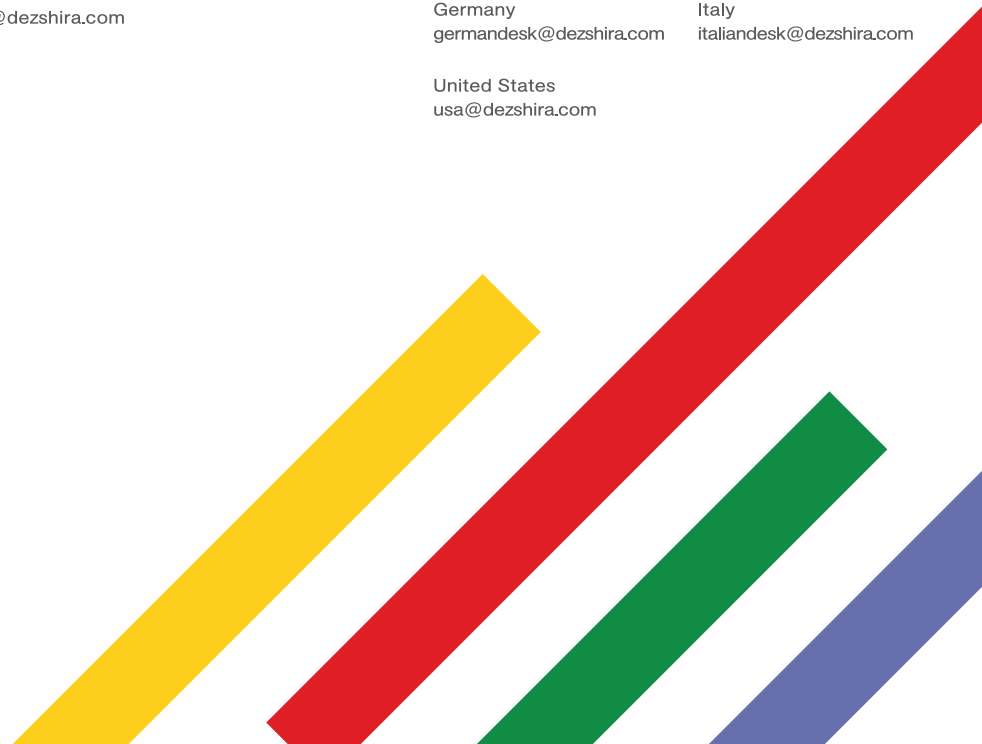 @dezshira.com
Germany
germandesk@dezshira.com
Italy
italiandesk@dezshira.com
United States
usa@dezshira.com